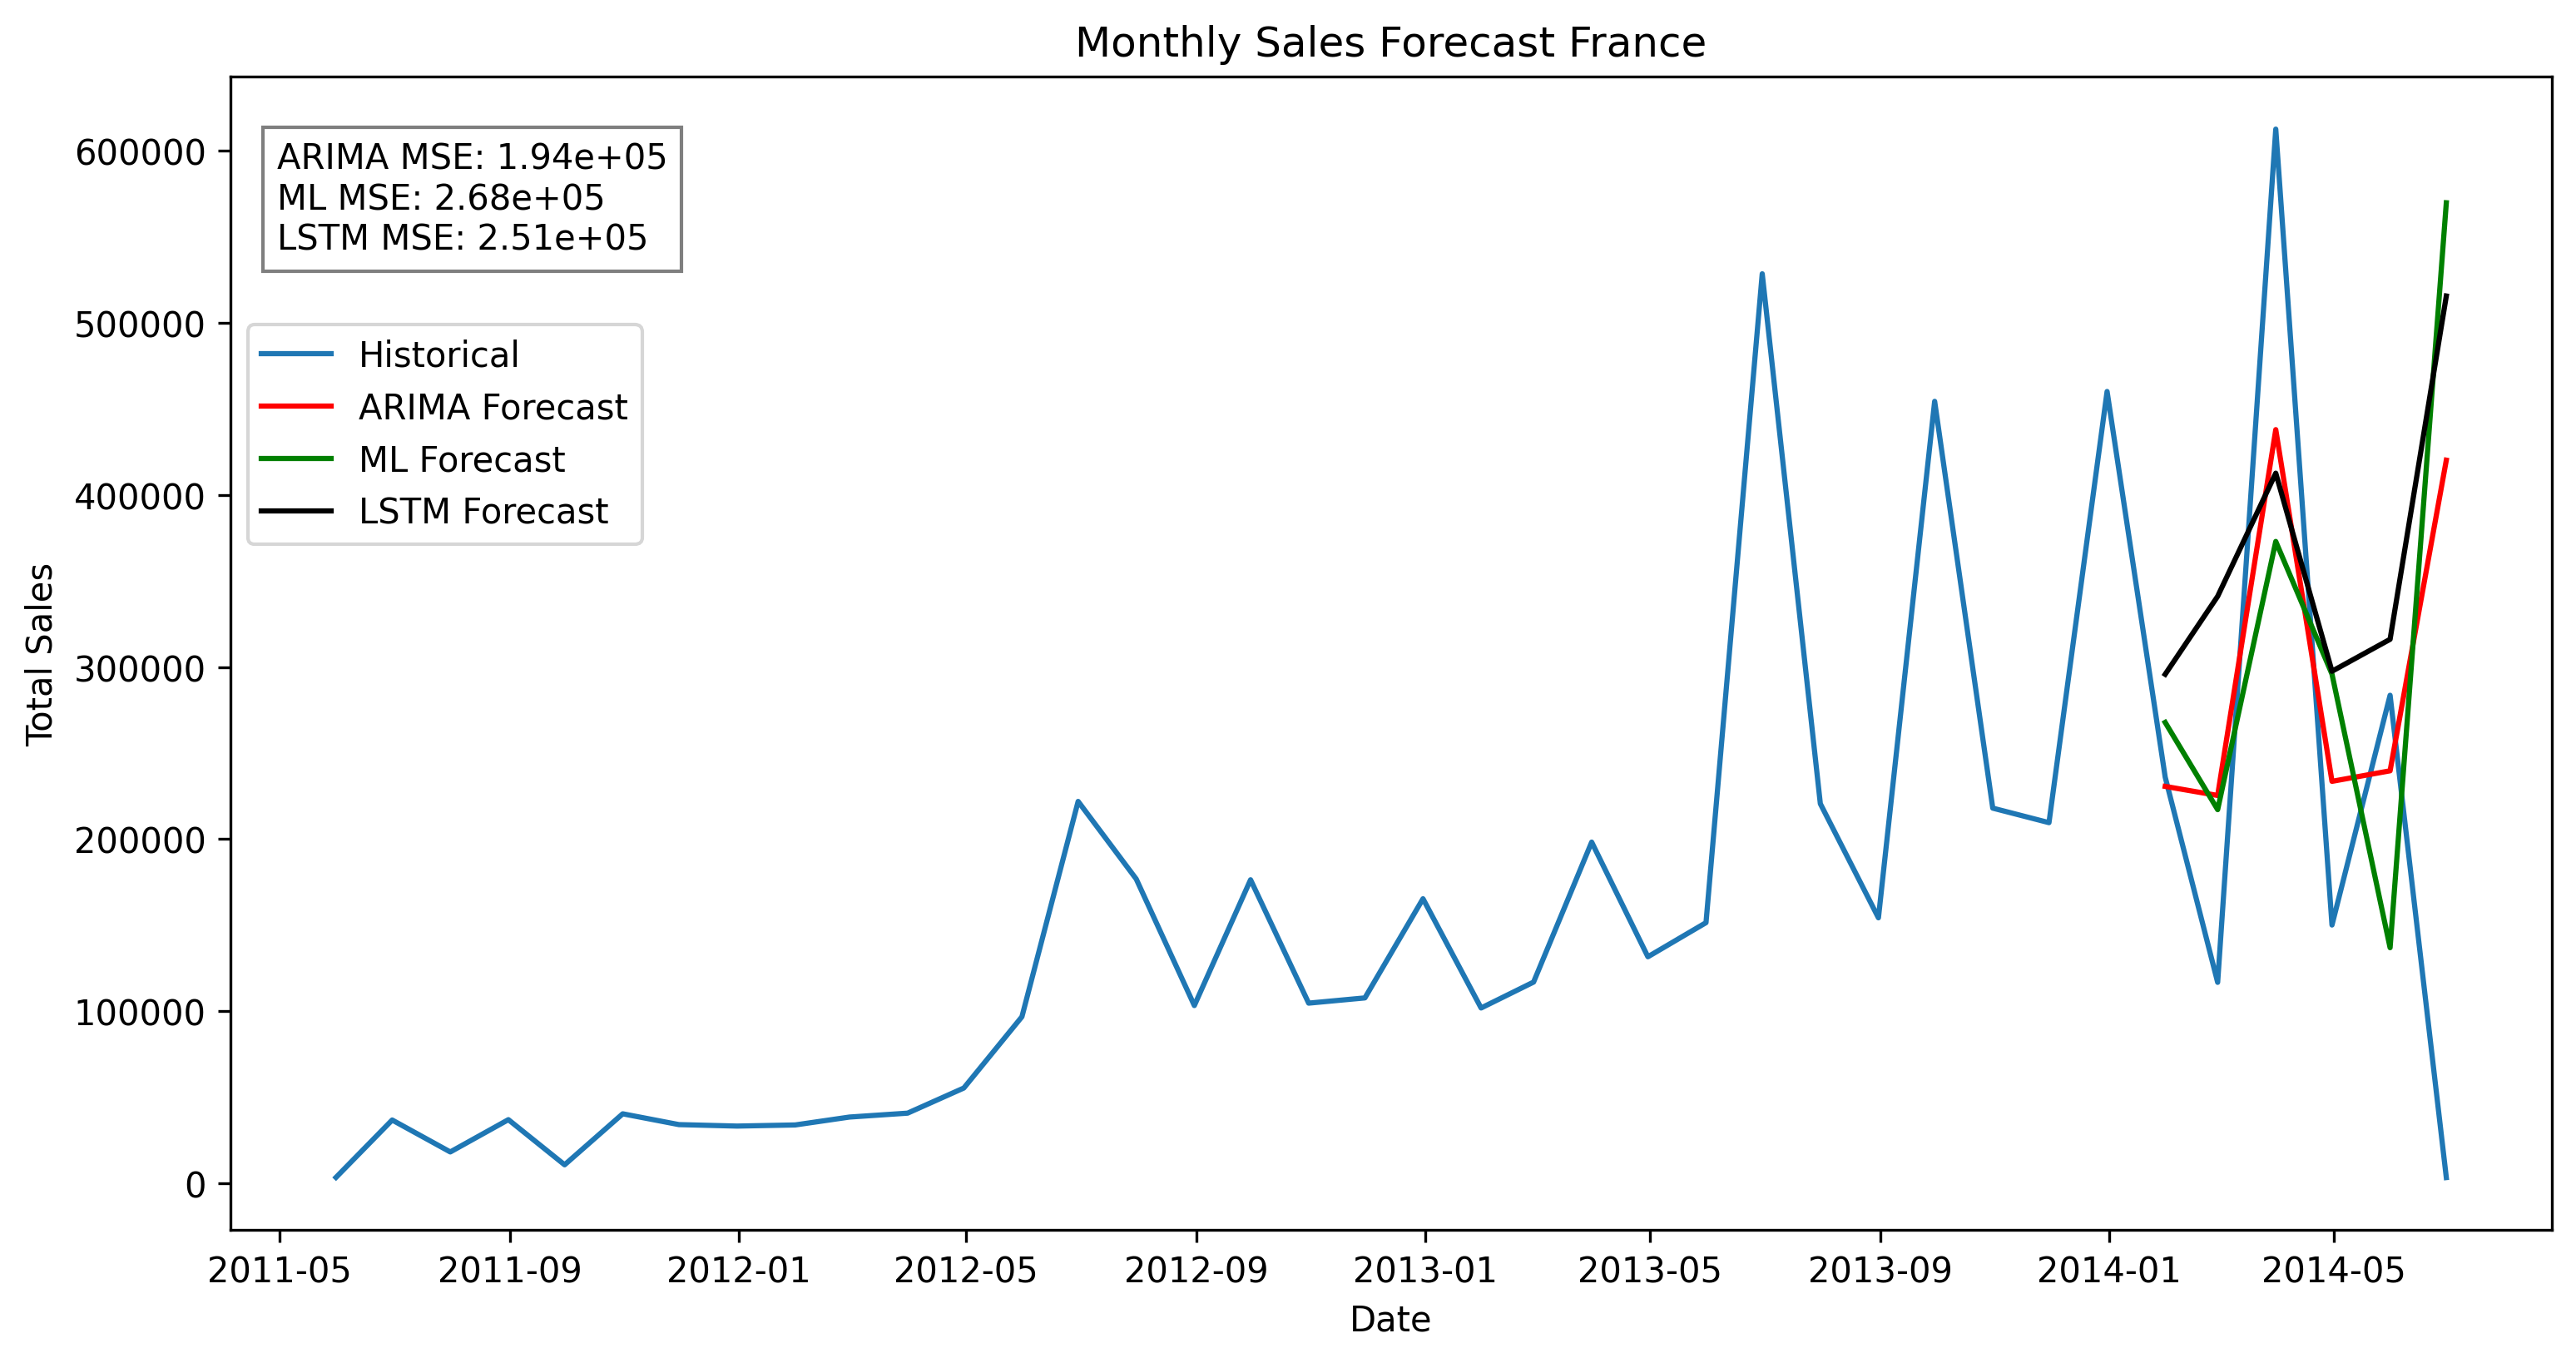 Monthly Sales Forecast France
ARIMA MSE: 1.94e+05
ML MSE: 2.68e+05
LSTM MSE: 2.51e+05
Historical
ARIMA Forecast
ML Forecast
LSTM Forecast
Total Sales
600000
500000
400000
300000
200000
100000
0
2011-05 2011-09 2012-01 2012-05 2012-09 2013-01 2013-05 2013-09 2014-01 2014-05
Date